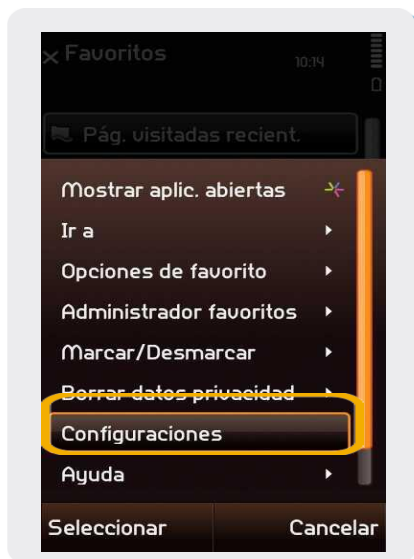 Favoritos
10:14
Pág. visitadas recient.
Mostrar aplic. abiertas
Ir a
Opciones de favorito
Administrador favoritos
Marcar/Desmarcar
Borrar datos privacidad
Configuraciones
Ayuda
Seleccionar Cancelar